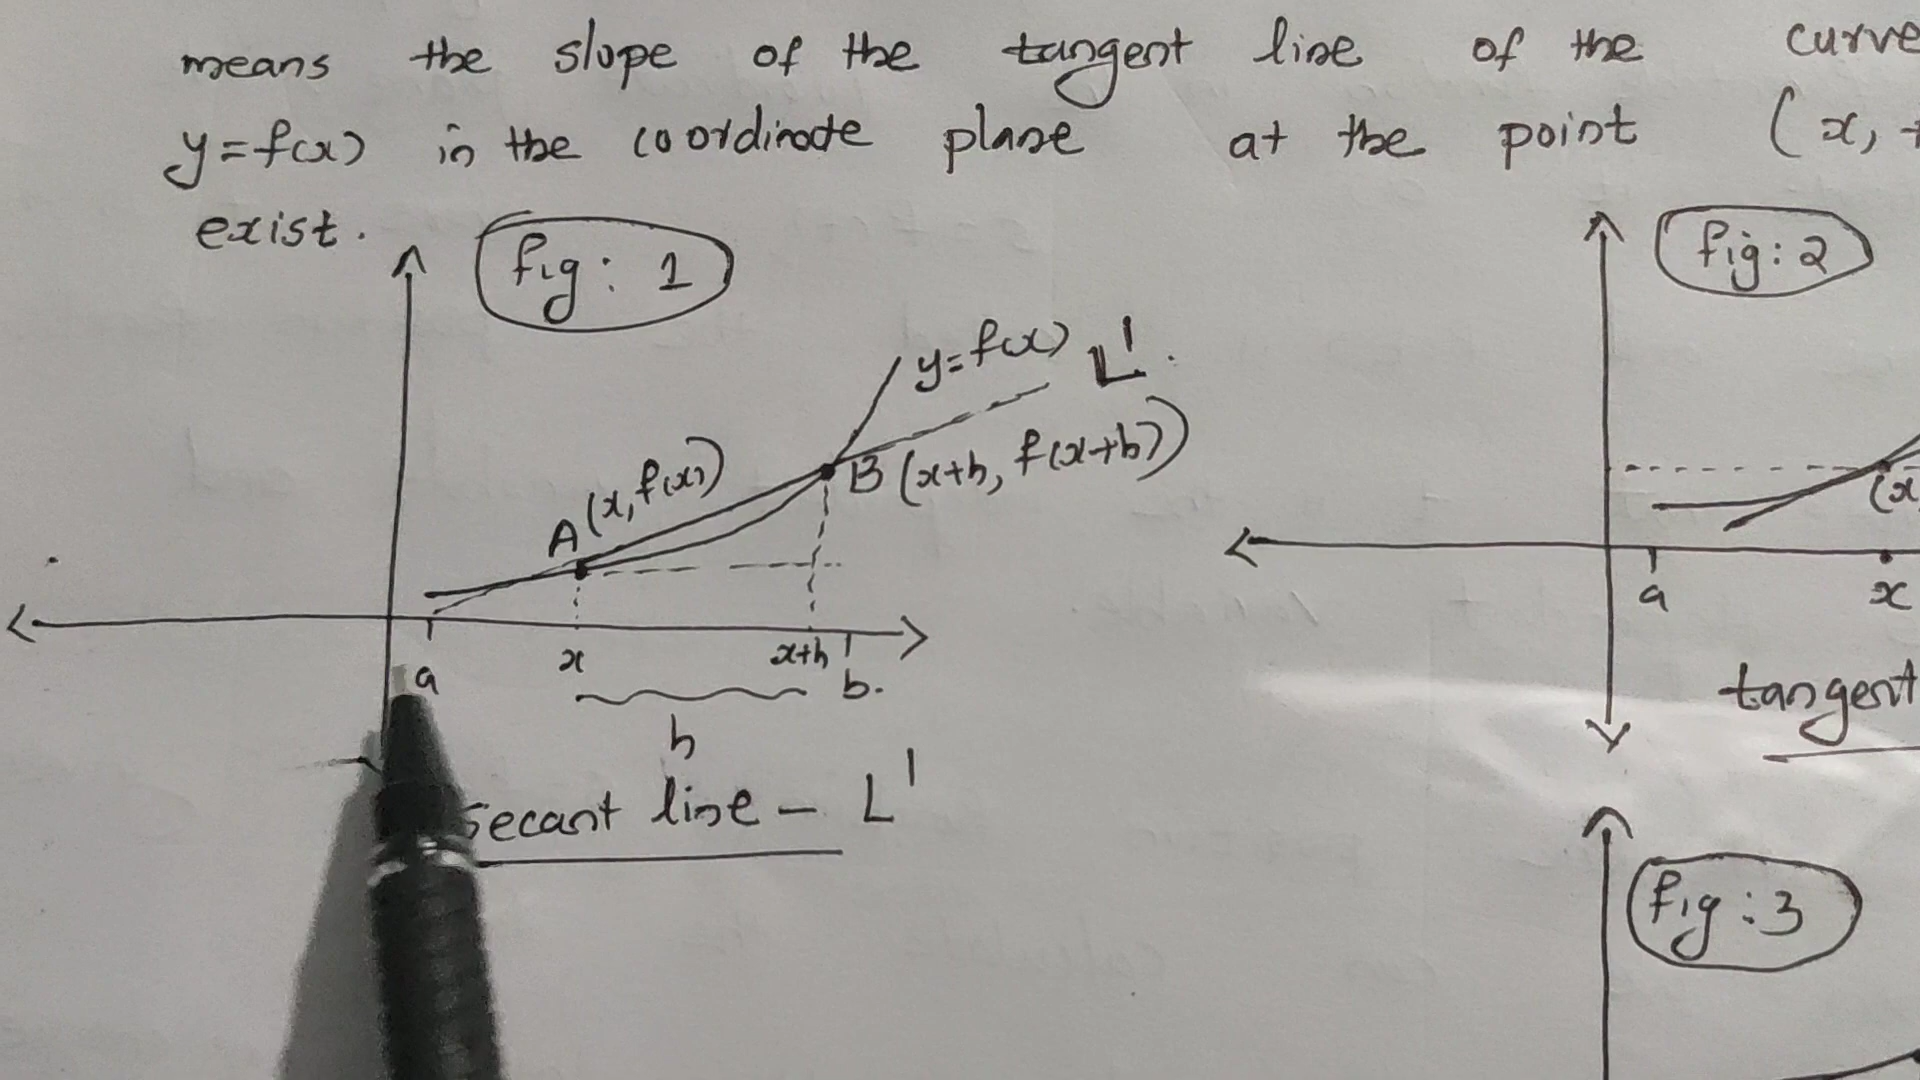 means the slope of the tangent line of the curve
y=f(x) in the coordinate plane at the point (x,
exist.
fig: 1
fig: 2
y=f(x) L'.
A(x, f(x))
B(x+h, f(x+h))
(x,
a x x+h b.
a x
h
tangent
Secant line - L'
fig: 3